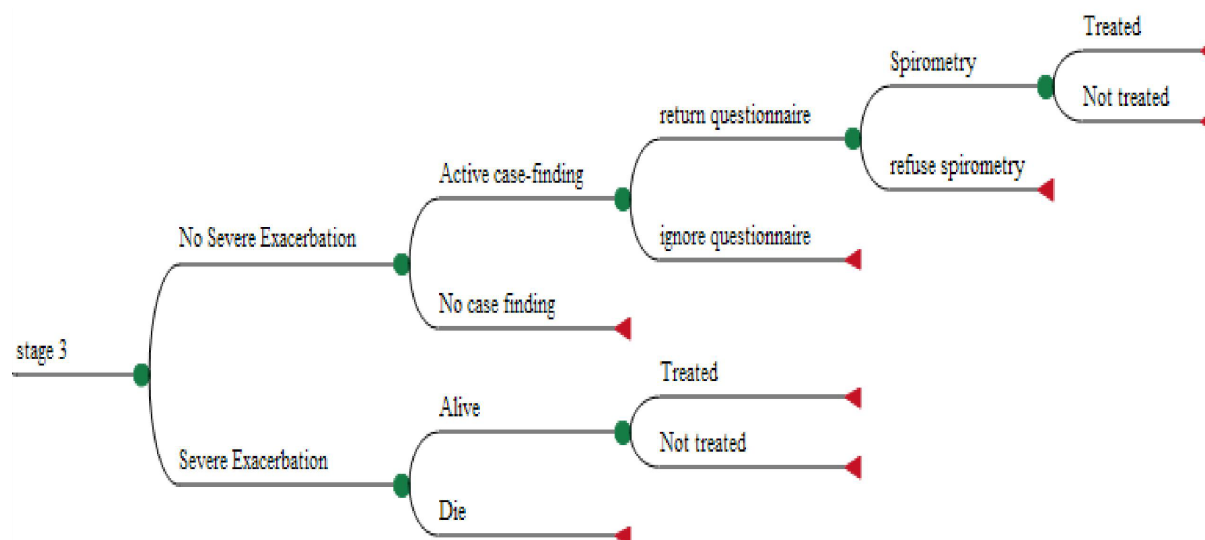 Treated
Spirometry
Not treated
return questionnaire
refuse spirometry
Active case-finding
ignore questionnaire
No Severe Exacerbation
No case finding
stage 3
Treated
Alive
Not treated
Severe Exacerbation
Die